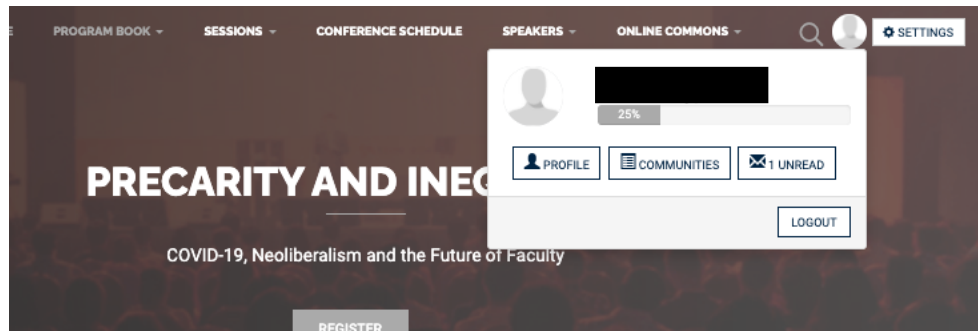 PROGRAM BOOK SESSIONS CONFERENCE SCHEDULE SPEAKERS ONLINE COMMONS SETTINGS
25%
PROFILE COMMUNITIES 1 UNREAD
LOGOUT
PRECARITY AND
COVID-19, Neoliberalism and the Future of Faculty
REGISTER